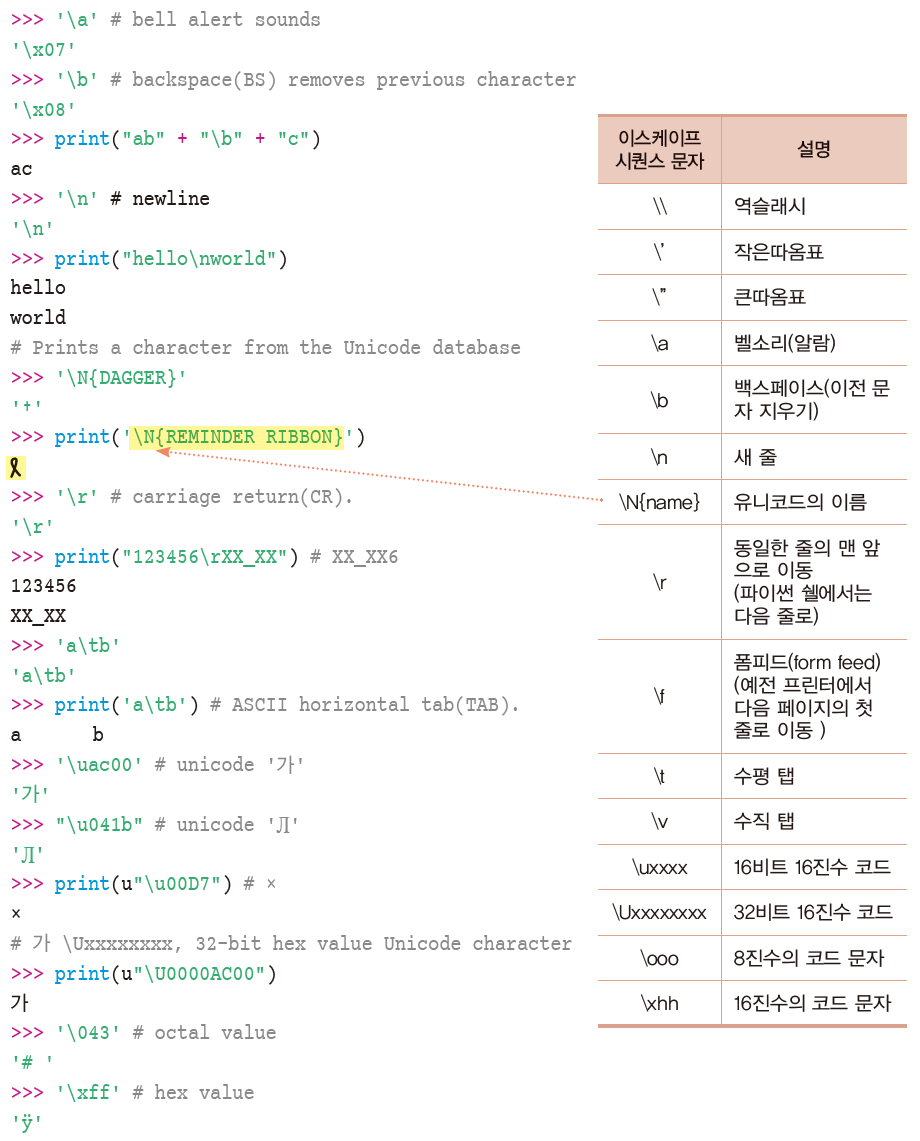 >>> '\a' # bell alert sounds
'\x07'
>>> '\b' # backspace(BS) removes previous character
'\x08'
>>> print("ab" + "\b" + "c")
ac
>>> '\n' # newline
'\n'
>>> print("hello\nworld")
hello
world
# Prints a character from the Unicode database
>>> '\N{DAGGER}'
'†'
>>> print('\N{REMINDER RIBBON}')
🎗
>>> '\r' # carriage return(CR).
'\r'
>>> print("123456\rXX_XX") # XX_XX6
123456
XX_XX
>>> 'a\tb'
'a\tb'
>>> print('a\tb') # ASCII horizontal tab(TAB).
a b
>>> '\uac00' # unicode '가'
'가'
>>> "\u041b" # unicode 'Л'
'Л'
>>> print(u"\u00D7") # ×
×
# 가 \Uxxxxxxxx, 32-bit hex value Unicode character
>>> print(u"\U0000AC00")
가
>>> '\043' # octal value
'# '
>>> '\xff' # hex value
'ÿ'
이스케이프
시퀀스 문자
설명
\\ 역슬래시
\’ 작은따옴표
\” 큰따옴표
\a 벨소리(알람)
\b 백스페이스(이전 문
자 지우기)
\n 새 줄
\N{name} 유니코드의 이름
\r 동일한 줄의 맨 앞
으로 이동
(파이썬 쉘에서는
다음 줄로)
\f 폼피드(form feed)
(예전 프린터에서
다음 페이지의 첫
줄로 이동 )
\t 수평 탭
\v 수직 탭
\uxxxx 16비트 16진수 코드
\Uxxxxxxxx 32비트 16진수 코드
\ooo 8진수의 코드 문자
\xhh 16진수의 코드 문자